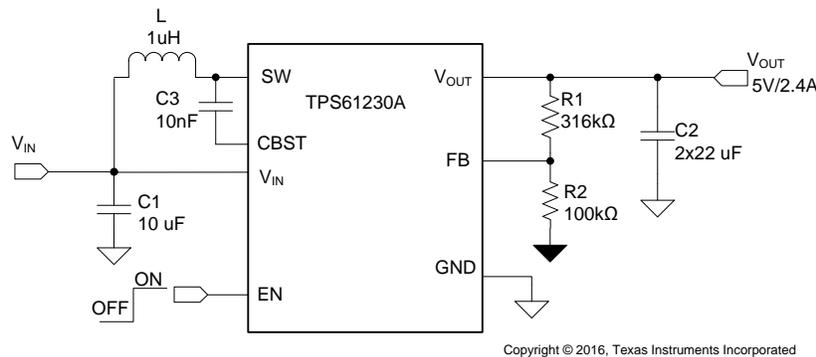 L
1uH
SW
C3
10nF
CBST
TPS61230A
VOUT
VOUT
5V/2.4A
R1
316kΩ
C2
2x22 uF
FB
R2
100kΩ
VIN
VIN
C1
10 uF
GND
ON
OFF
EN
Copyright © 2016, Texas Instruments Incorporated